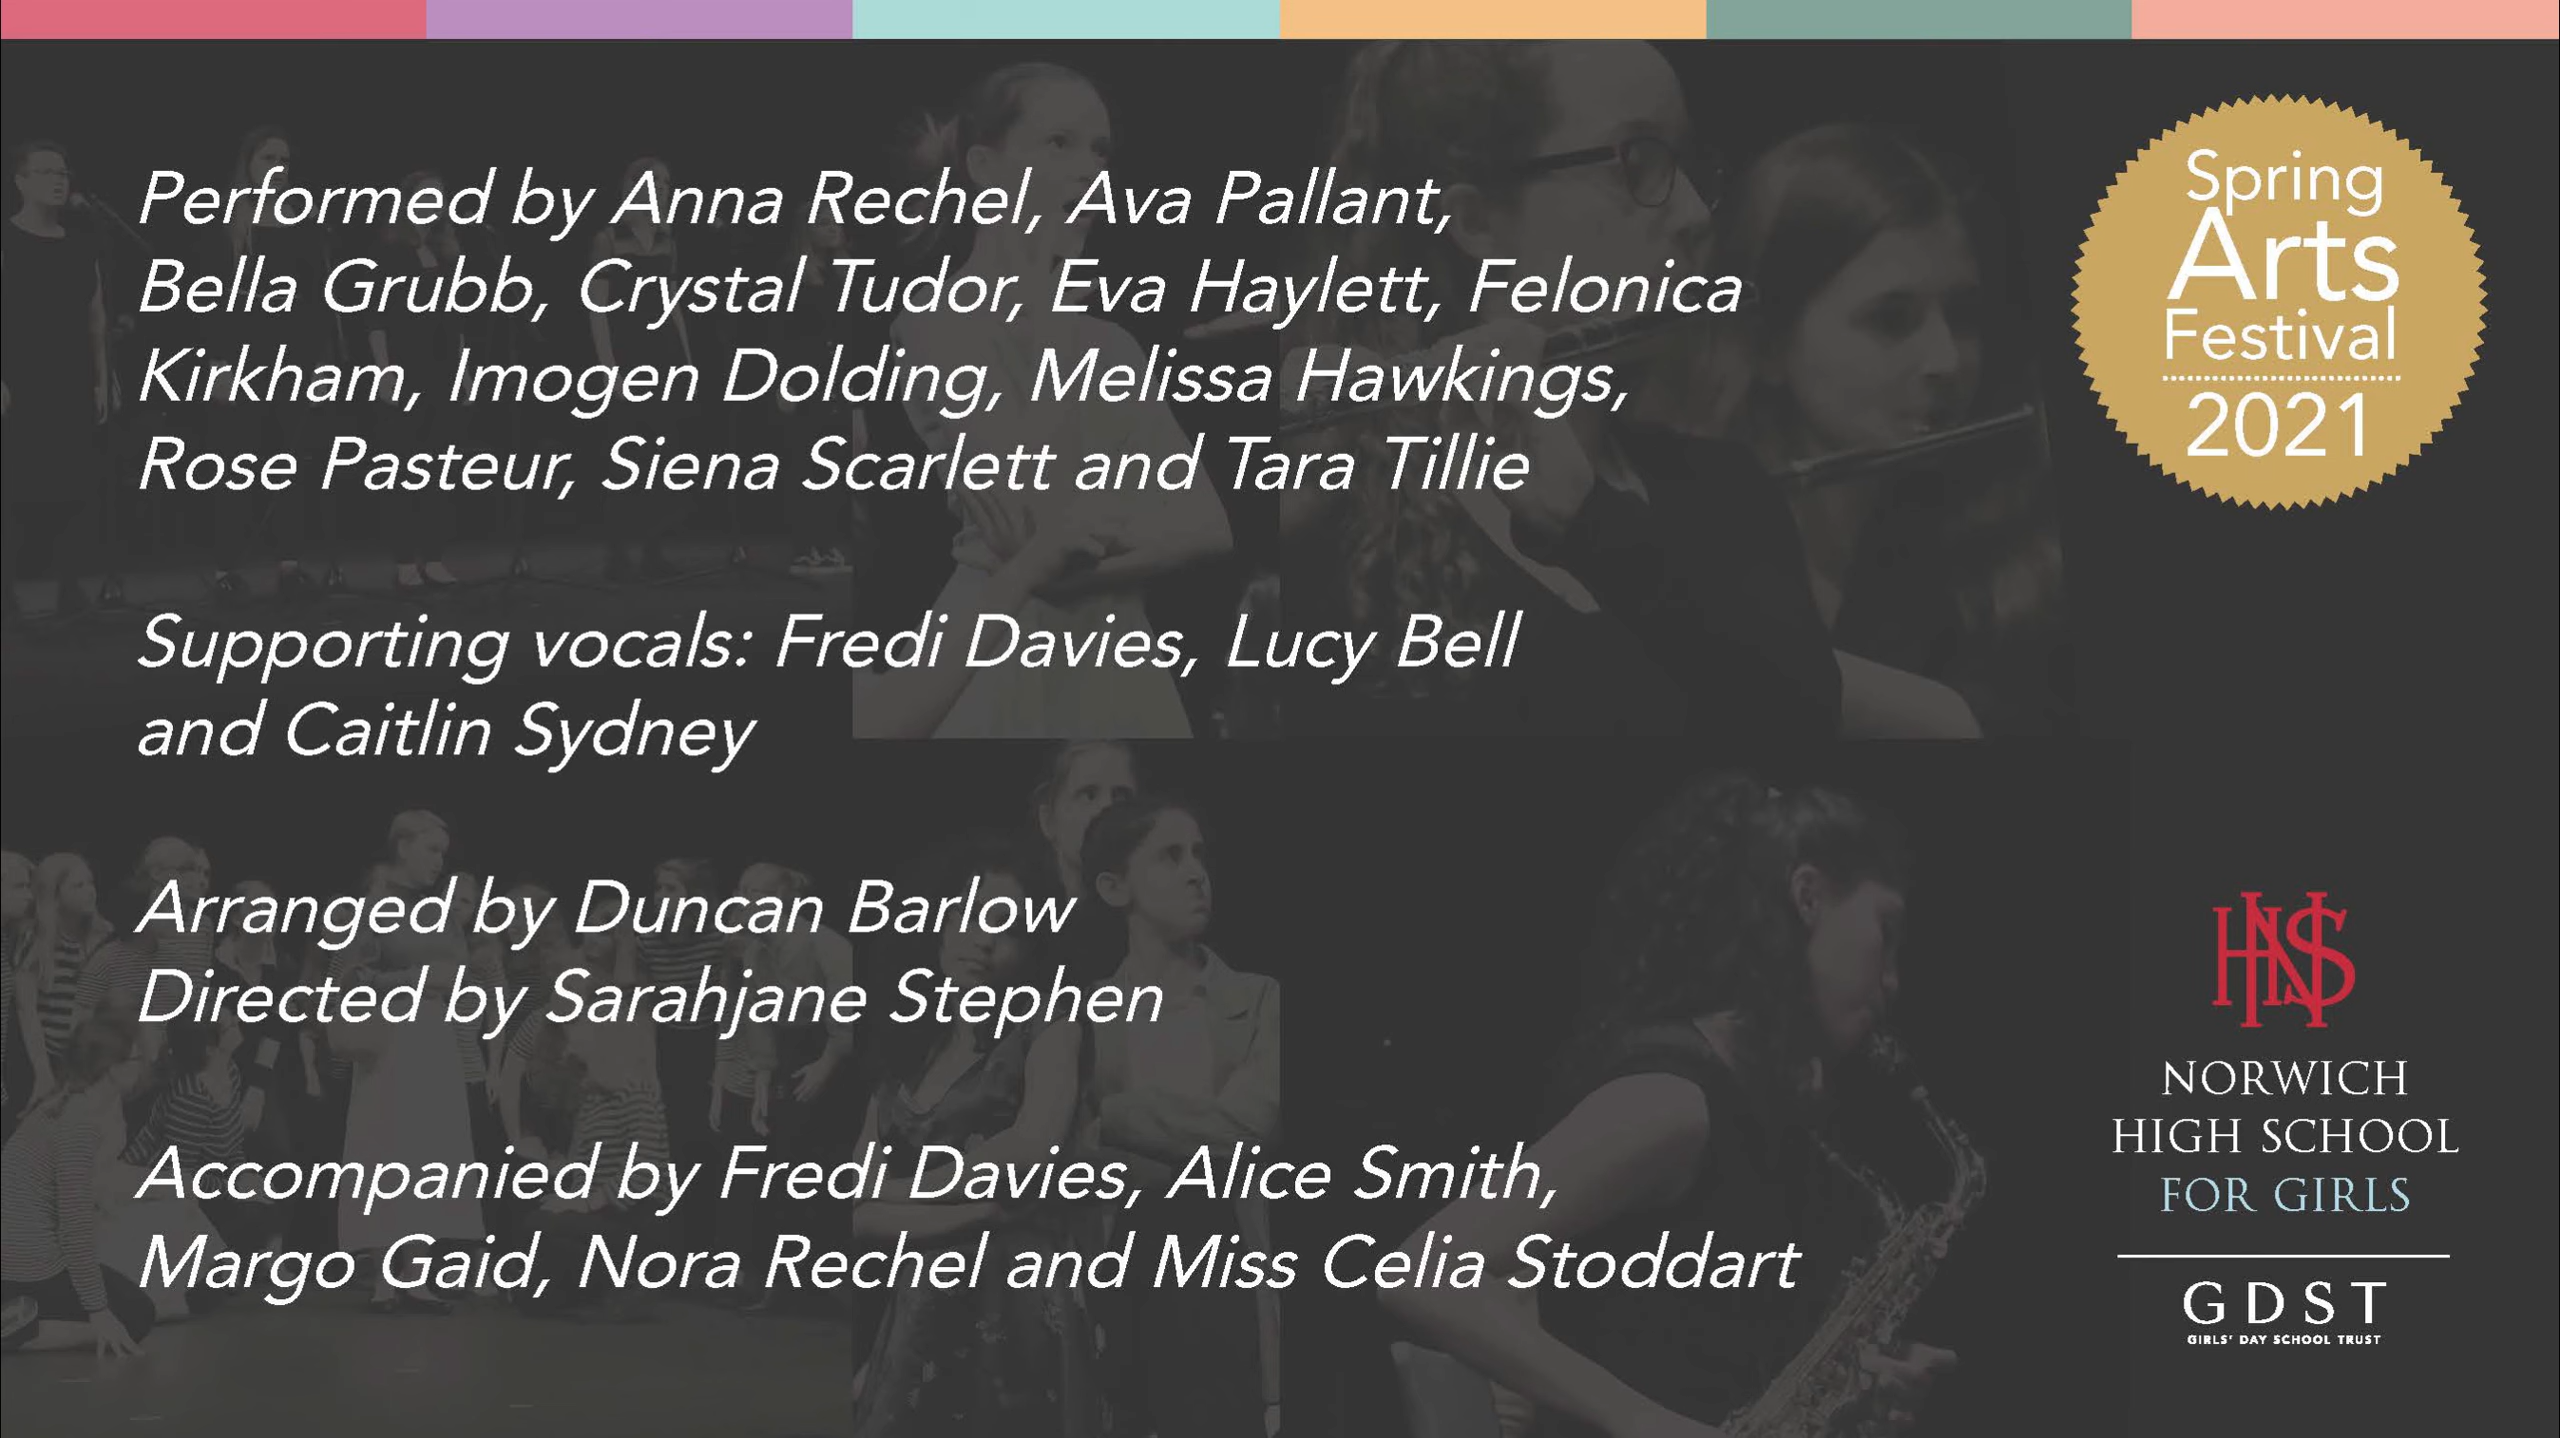 Performed by Anna Rechel, Ava Pallant,
Bella Grubb, Crystal Tudor, Eva Haylett, Felonica
Kirkham, Imogen Dolding, Melissa Hawkings,
Rose Pasteur, Siena Scarlett and Tara Tillie
Supporting vocals: Fredi Davies, Lucy Bell
and Caitlin Sydney
Arranged by Duncan Barlow
Directed by Sarahjane Stephen
Accompanied by Fredi Davies, Alice Smith,
Margo Gaid, Nora Rechel and Miss Celia Stoddart
Spring
Arts
Festival
2021
NHS
NORWICH
HIGH SCHOOL
FOR GIRLS
GDST
GIRLS' DAY SCHOOL TRUST